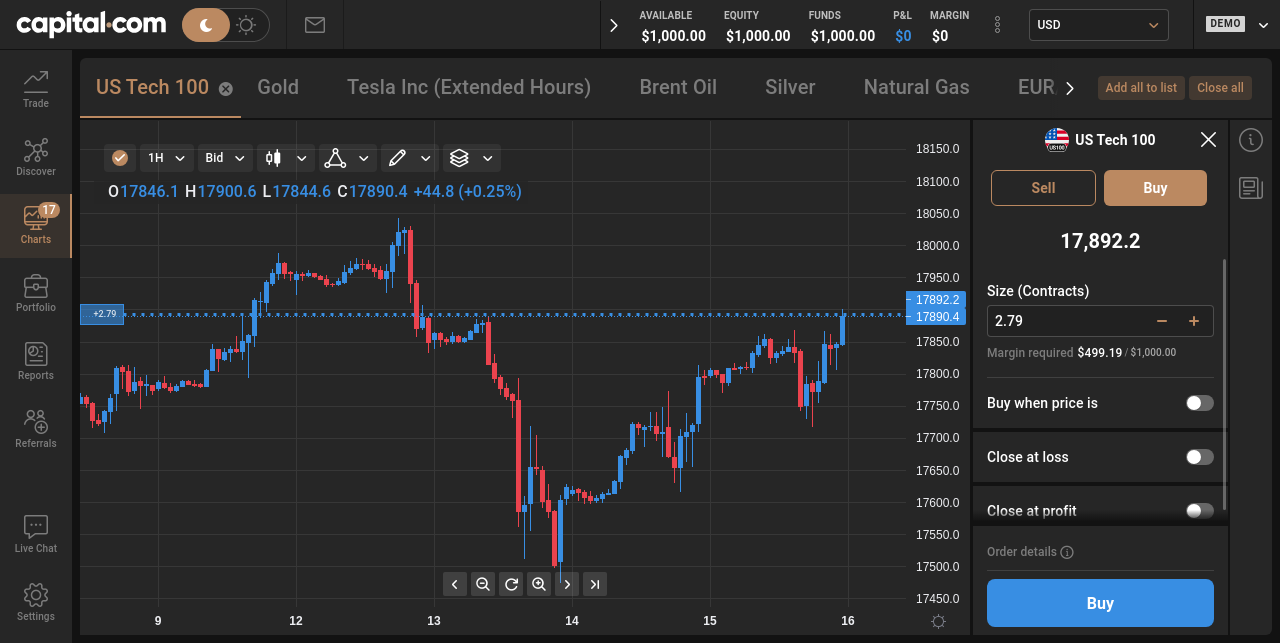 capital.com
AVAILABLE EQUITY FUNDS P&L MARGIN
$1,000.00 $1,000.00 $1,000.00 $0 $0
USD
DEMO
Trade
Discover
17
Charts
Portfolio
Reports
Referrals
Live Chat
Settings
US Tech 100 Gold Tesla Inc (Extended Hours) Brent Oil Silver Natural Gas EUR
Add all to list Close all
1H Bid
O17846.1 H17900.6 L17844.6 C17890.4 +44.8 (+0.25%)
+2.79
18150.0
18100.0
18050.0
18000.0
17950.0
17892.2
17890.4
17850.0
17800.0
17750.0
17700.0
17650.0
17600.0
17550.0
17500.0
17450.0
9 12 13 14 15 16
US100
US Tech 100
Sell Buy
17,892.2
Size (Contracts)
2.79
Margin required $499.19 / $1,000.00
Buy when price is
Close at loss
Close at profit
Order details
Buy